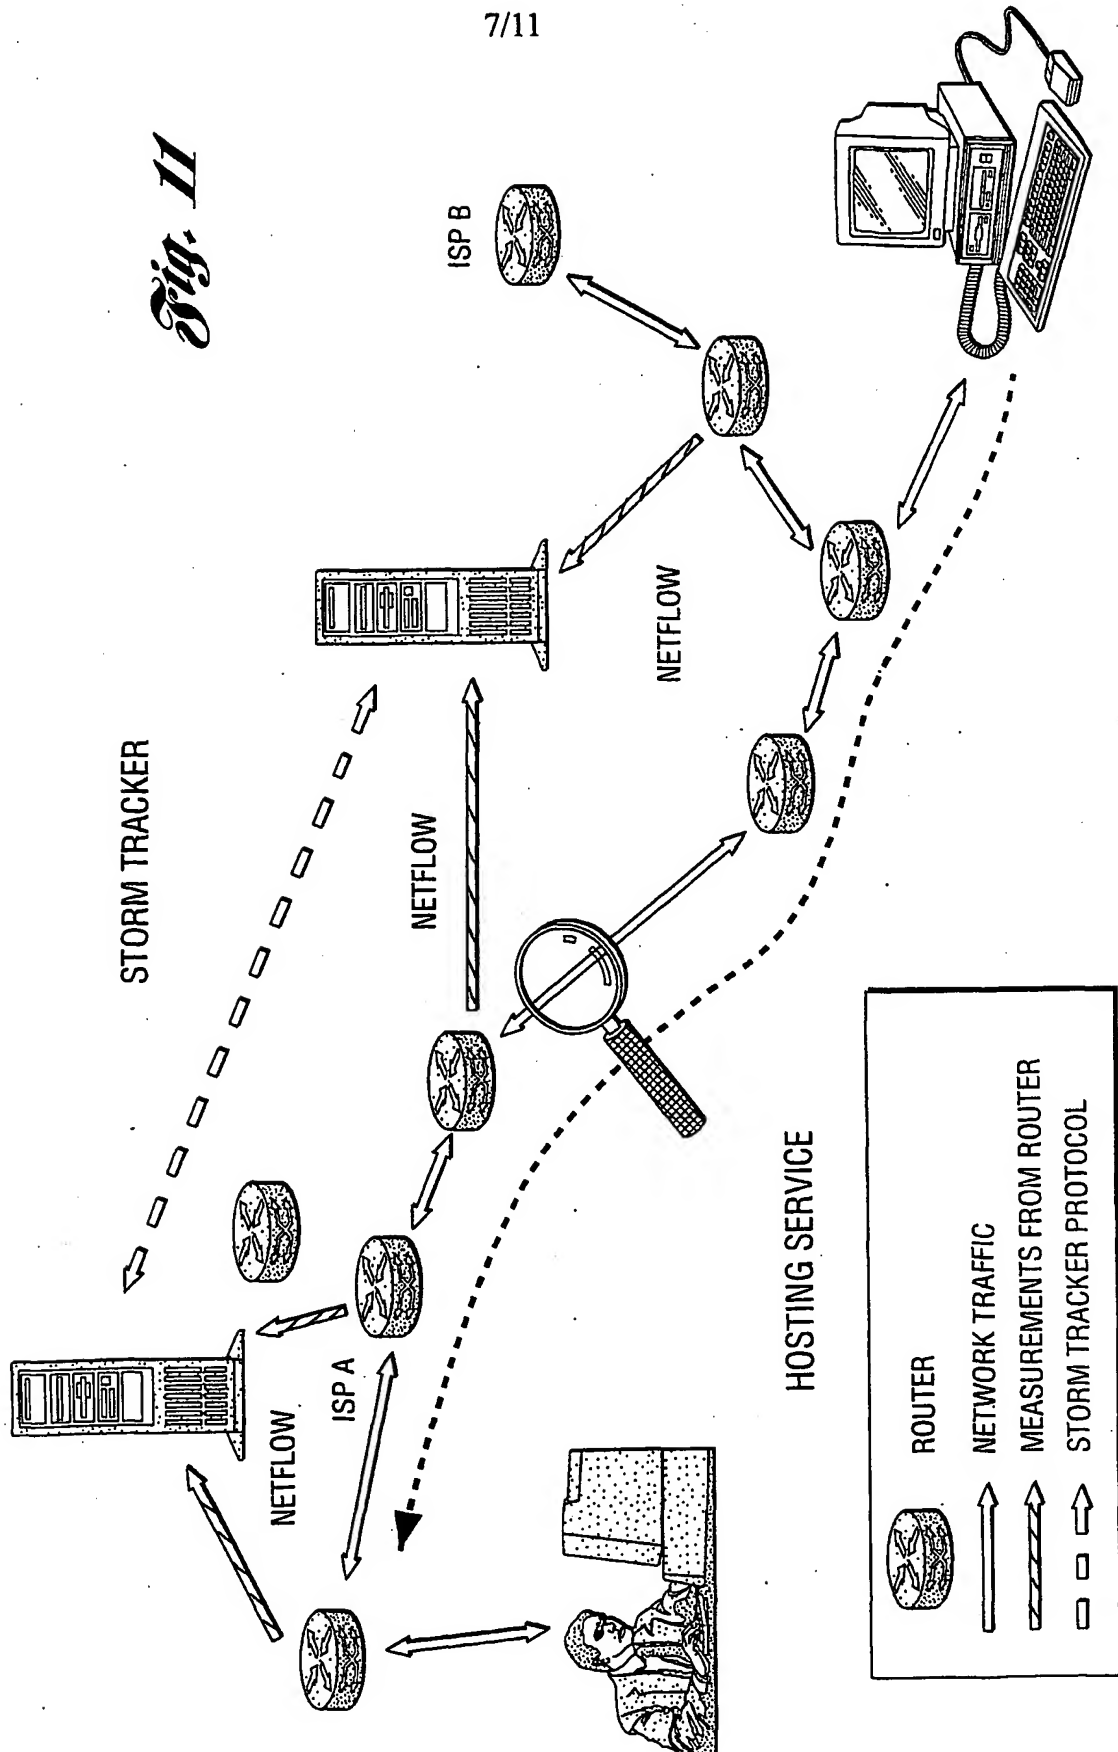 7/11
Fig. 11
STORM TRACKER
ISP B
NETFLOW
NETFLOW
NETFLOW
ISP A
HOSTING SERVICE
ROUTER
NETWORK TRAFFIC
MEASUREMENTS FROM ROUTER
STORM TRACKER PROTOCOL